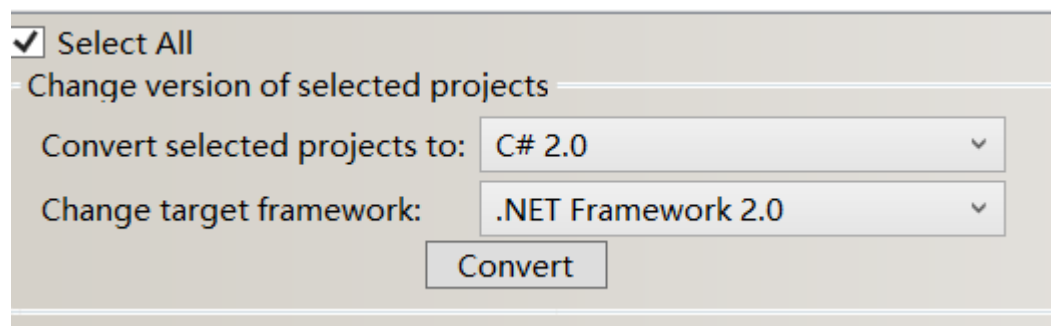 Select All
Change version of selected projects
Convert selected projects to: C# 2.0
Change target framework: .NET Framework 2.0
Convert